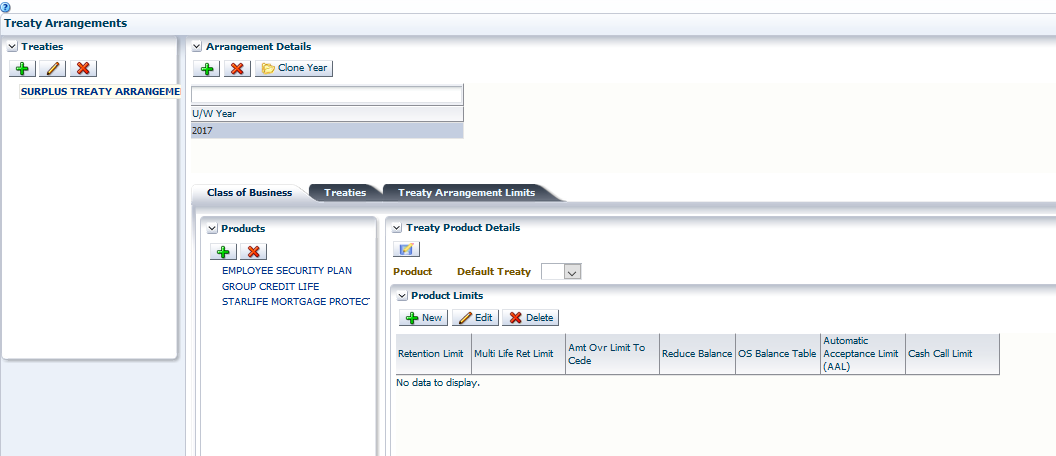 Treaty Arrangements
Treaties
SURPLUS TREATY ARRANGEME
Arrangement Details
Clone Year
U/W Year
2017
Class of Business
Treaties
Treaty Arrangement Limits
Products
EMPLOYEE SECURITY PLAN
GROUP CREDIT LIFE
STARLIFE MORTGAGE PROTECT
Treaty Product Details
Product Default Treaty
Product Limits
New Edit Delete
Retention Limit
Multi Life Ret Limit
Amt Ovr Limit To
Cede
Reduce Balance
OS Balance Table
Automatic
Acceptance Limit
(AAL)
Cash Call Limit
No data to display.